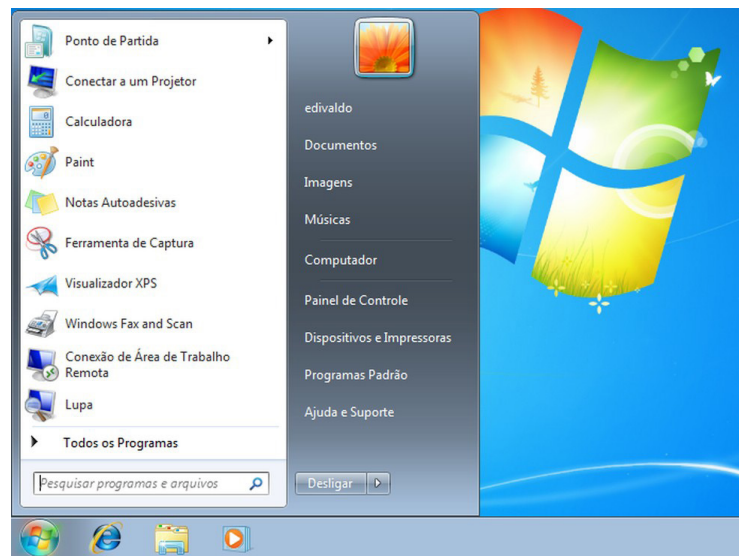 Ponto de Partida
Conectar a um Projetor
Calculadora
Paint
Notas Autoadesivas
Ferramenta de Captura
Visualizador XPS
Windows Fax and Scan
Conexão de Área de Trabalho
Remota
Lupa
Todos os Programas
Pesquisar programas e arquivos
edivaldo
Documentos
Imagens
Músicas
Computador
Painel de Controle
Dispositivos e Impressoras
Programas Padrão
Ajuda e Suporte
Desligar